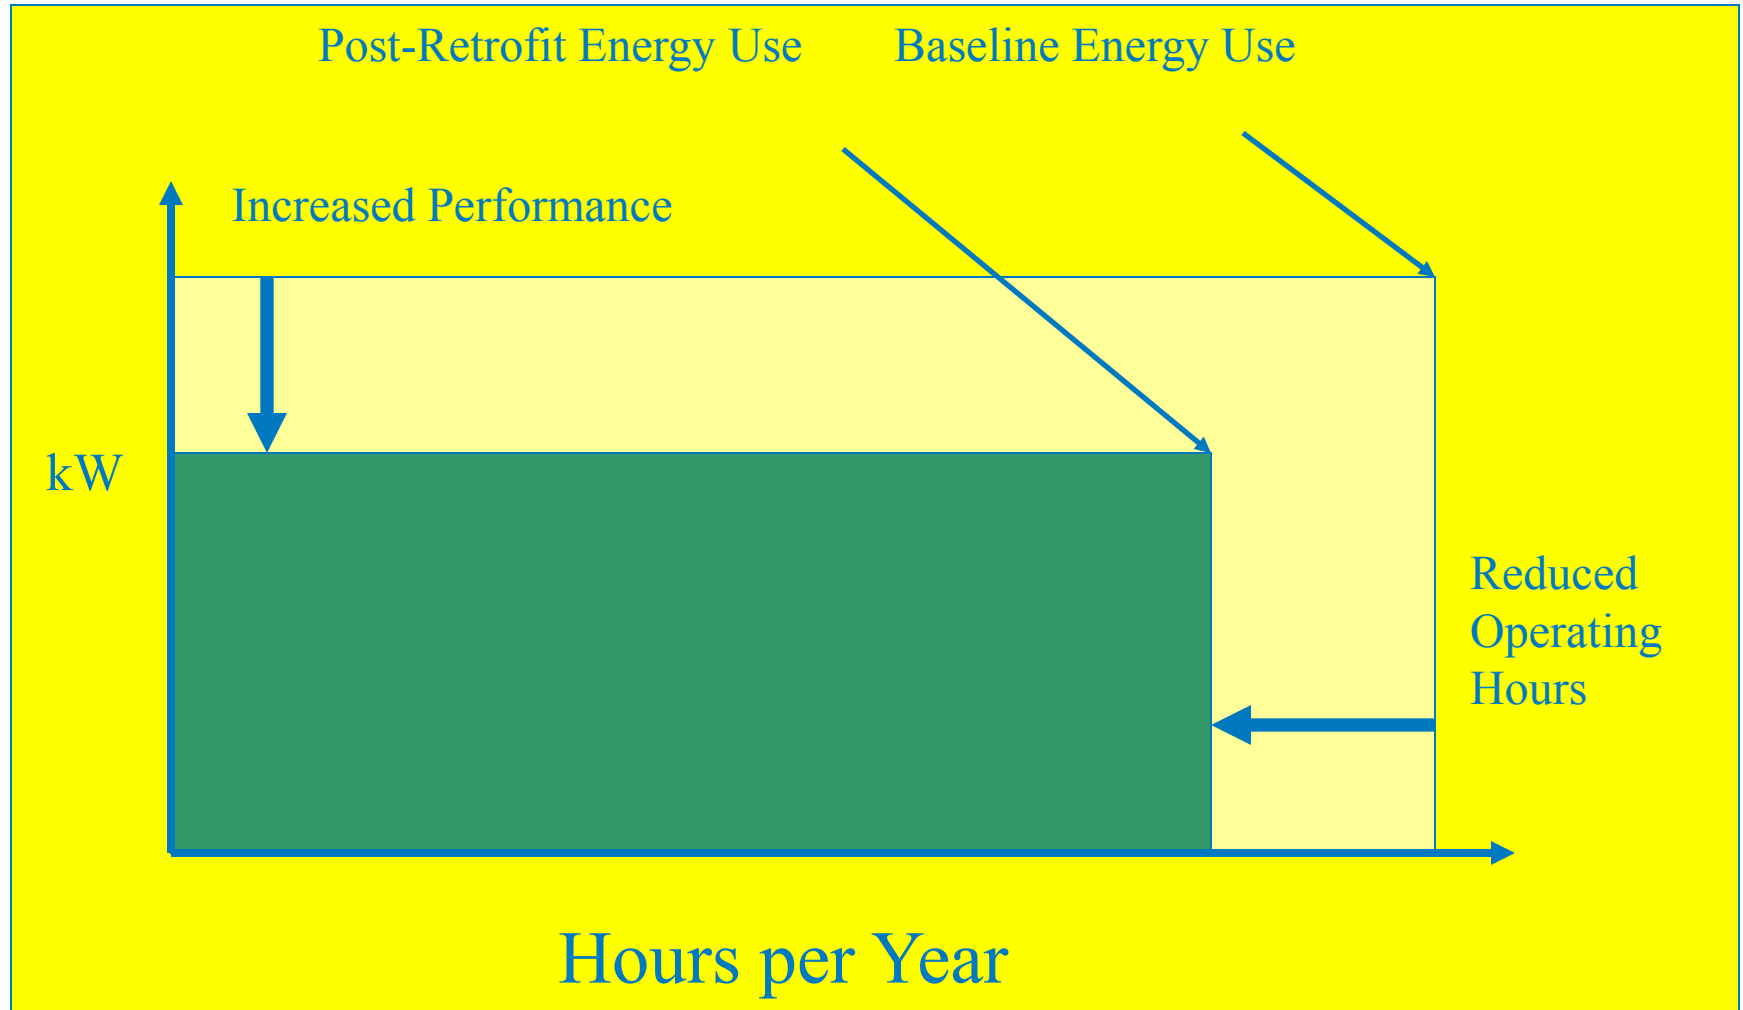 Post-Retrofit Energy Use
Baseline Energy Use
Increased Performance
kW
Reduced
Operating
Hours
Hours per Year